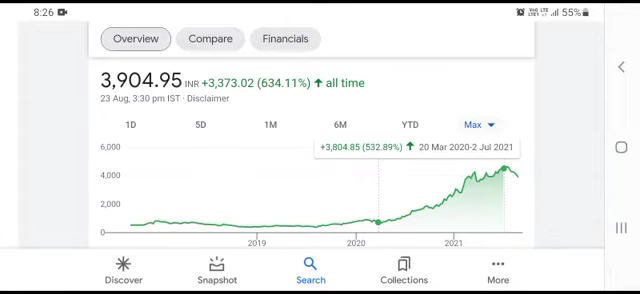 8:26
55%
Overview Compare Financials
3,904.95 INR +3,373.02 (634.11%) ↑ all time
23 Aug, 3:30 pm IST · Disclaimer
1D 5D 1M 6M YTD Max
+3,804.85 (532.89%) ↑ 20 Mar 2020-2 Jul 2021
6,000
4,000
2,000
0
2019 2020 2021
Discover Snapshot Search Collections More